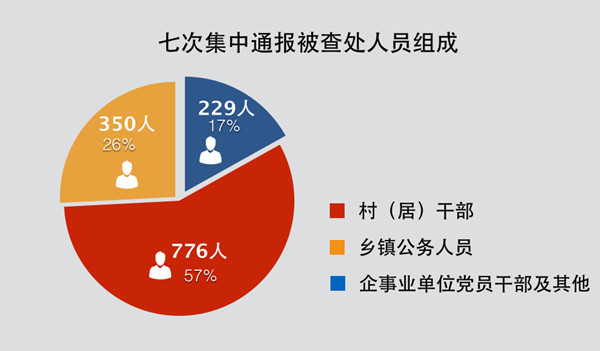 七次集中通报被查处人员组成
350人
26%
229人
17%
776人
57%
村（居）干部
乡镇公务人员
企事业单位党员干部及其他